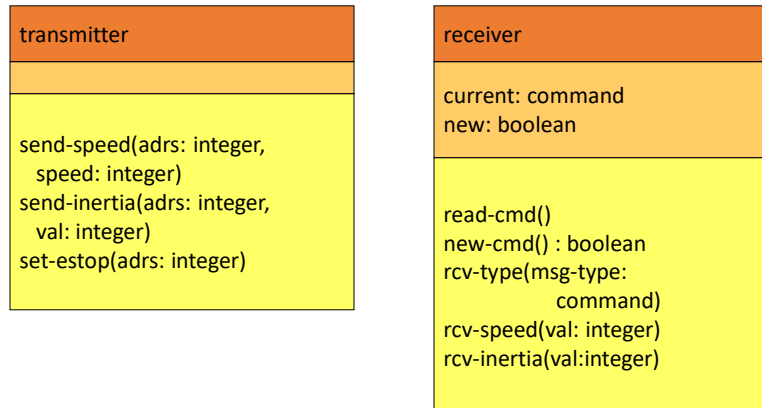 transmitter
send-speed(adrs: integer,
speed: integer)
send-inertia(adrs: integer,
val: integer)
set-estop(adrs: integer)
receiver
current: command
new: boolean
read-cmd()
new-cmd() : boolean
rcv-type(msg-type:
command)
rcv-speed(val: integer)
rcv-inertia(val:integer)